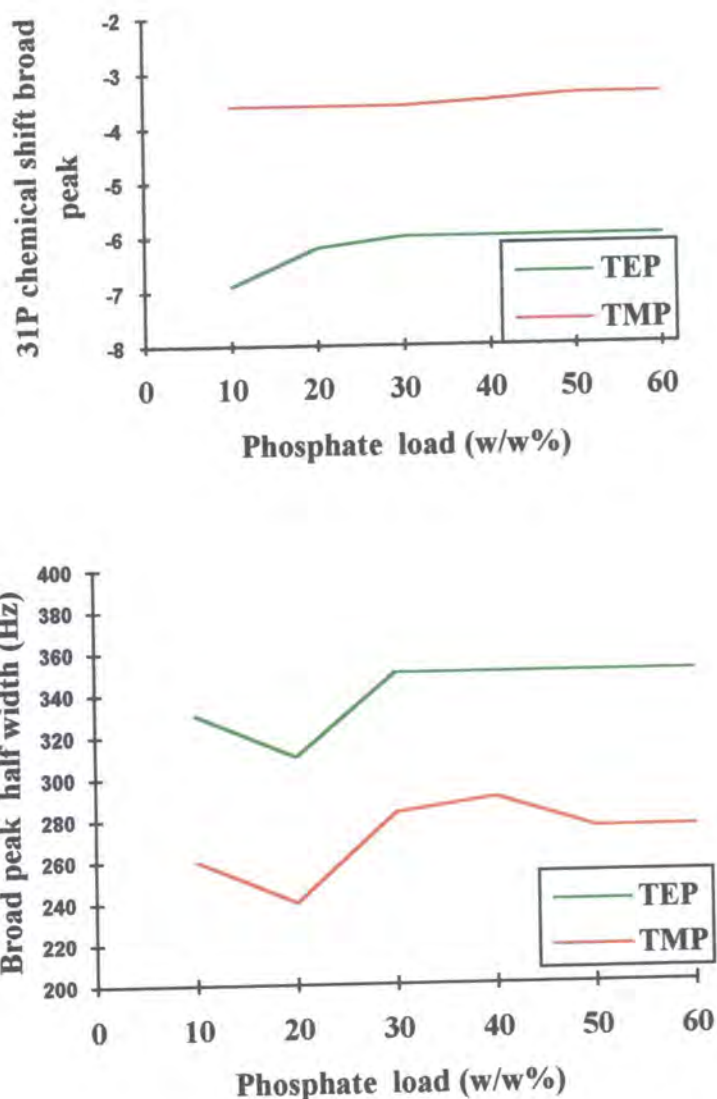 31P chemical shift broad
peak
-2
-3
-4
-5
-6
-7
-8
TEP
TMP
0 10 20 30 40 50 60
Phosphate load (w/w%)
Broad peak half width (Hz)
400
380
360
340
320
300
280
260
240
220
200
TEP
TMP
0 10 20 30 40 50 60
Phosphate load (w/w%)